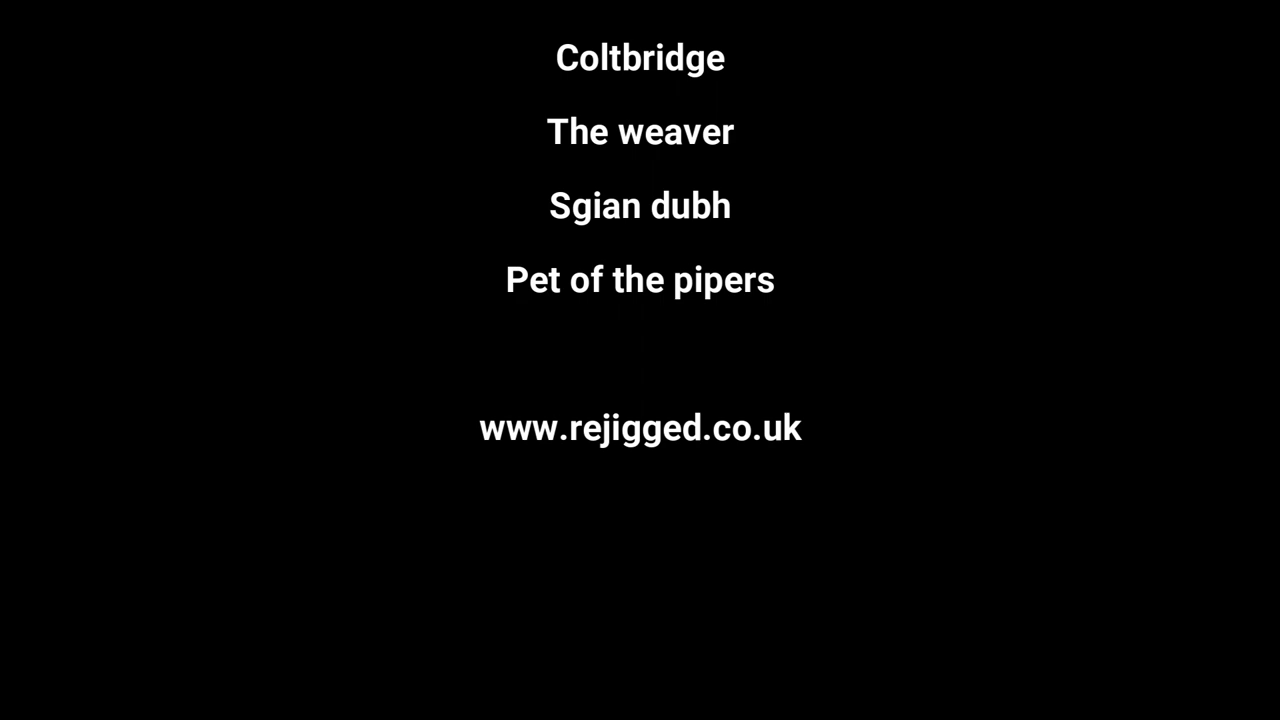 Coltbridge
The weaver
Sgian dubh
Pet of the pipers
www.rejigged.co.uk